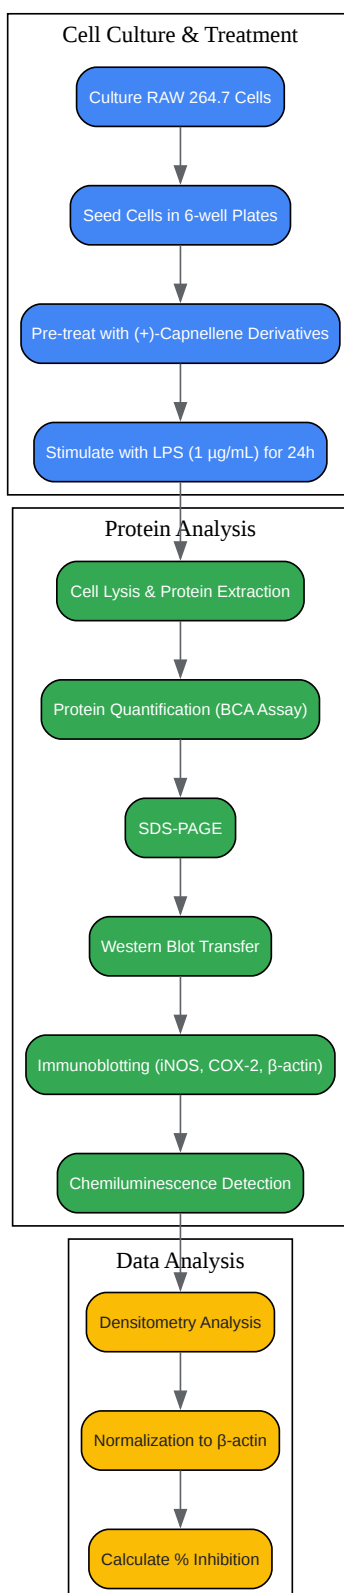 Cell Culture & Treatment
Culture RAW 264.7 Cells
Seed Cells in 6-well Plates
Pre-treat with (+)-Capnellene Derivatives
Stimulate with LPS (1 µg/mL) for 24h
Protein Analysis
Cell Lysis & Protein Extraction
Protein Quantification (BCA Assay)
SDS-PAGE
Western Blot Transfer
Immunoblotting (iNOS, COX-2, β-actin)
Chemiluminescence Detection
Data Analysis
Densitometry Analysis
Normalization to β-actin
Calculate % Inhibition